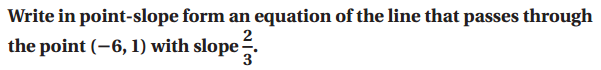 Write in point-slope form an equation of the line that passes through
the point (−6, 1) with slope 2/3.